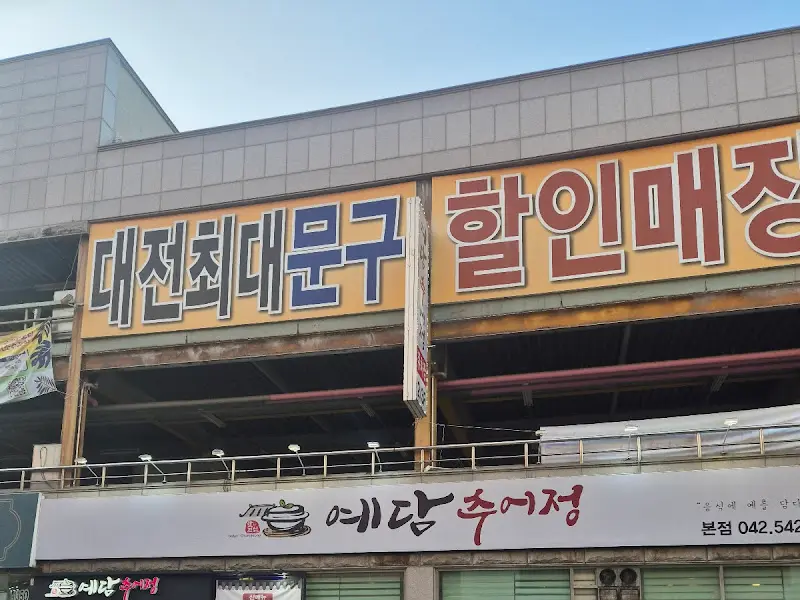 대전최대문구 할인매장
예담 추어정
"음식에 예를 담다
본점 042.542
예담추어정